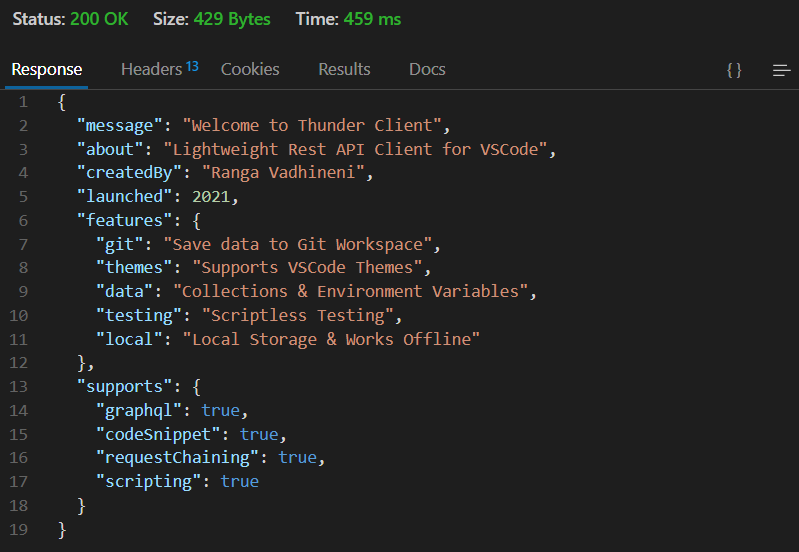 Status: 200 OK Size: 429 Bytes Time: 459 ms
Response Headers 13 Cookies Results Docs { }
1 {
2 "message": "Welcome to Thunder Client",
3 "about": "Lightweight Rest API Client for VSCode",
4 "createdBy": "Ranga Vadhineni",
5 "launched": 2021,
6 "features": {
7 "git": "Save data to Git Workspace",
8 "themes": "Supports VSCode Themes",
9 "data": "Collections & Environment Variables",
10 "testing": "Scriptless Testing",
11 "local": "Local Storage & Works Offline"
12 },
13 "supports": {
14 "graphql": true,
15 "codeSnippet": true,
16 "requestChaining": true,
17 "scripting": true
18 }
19 }